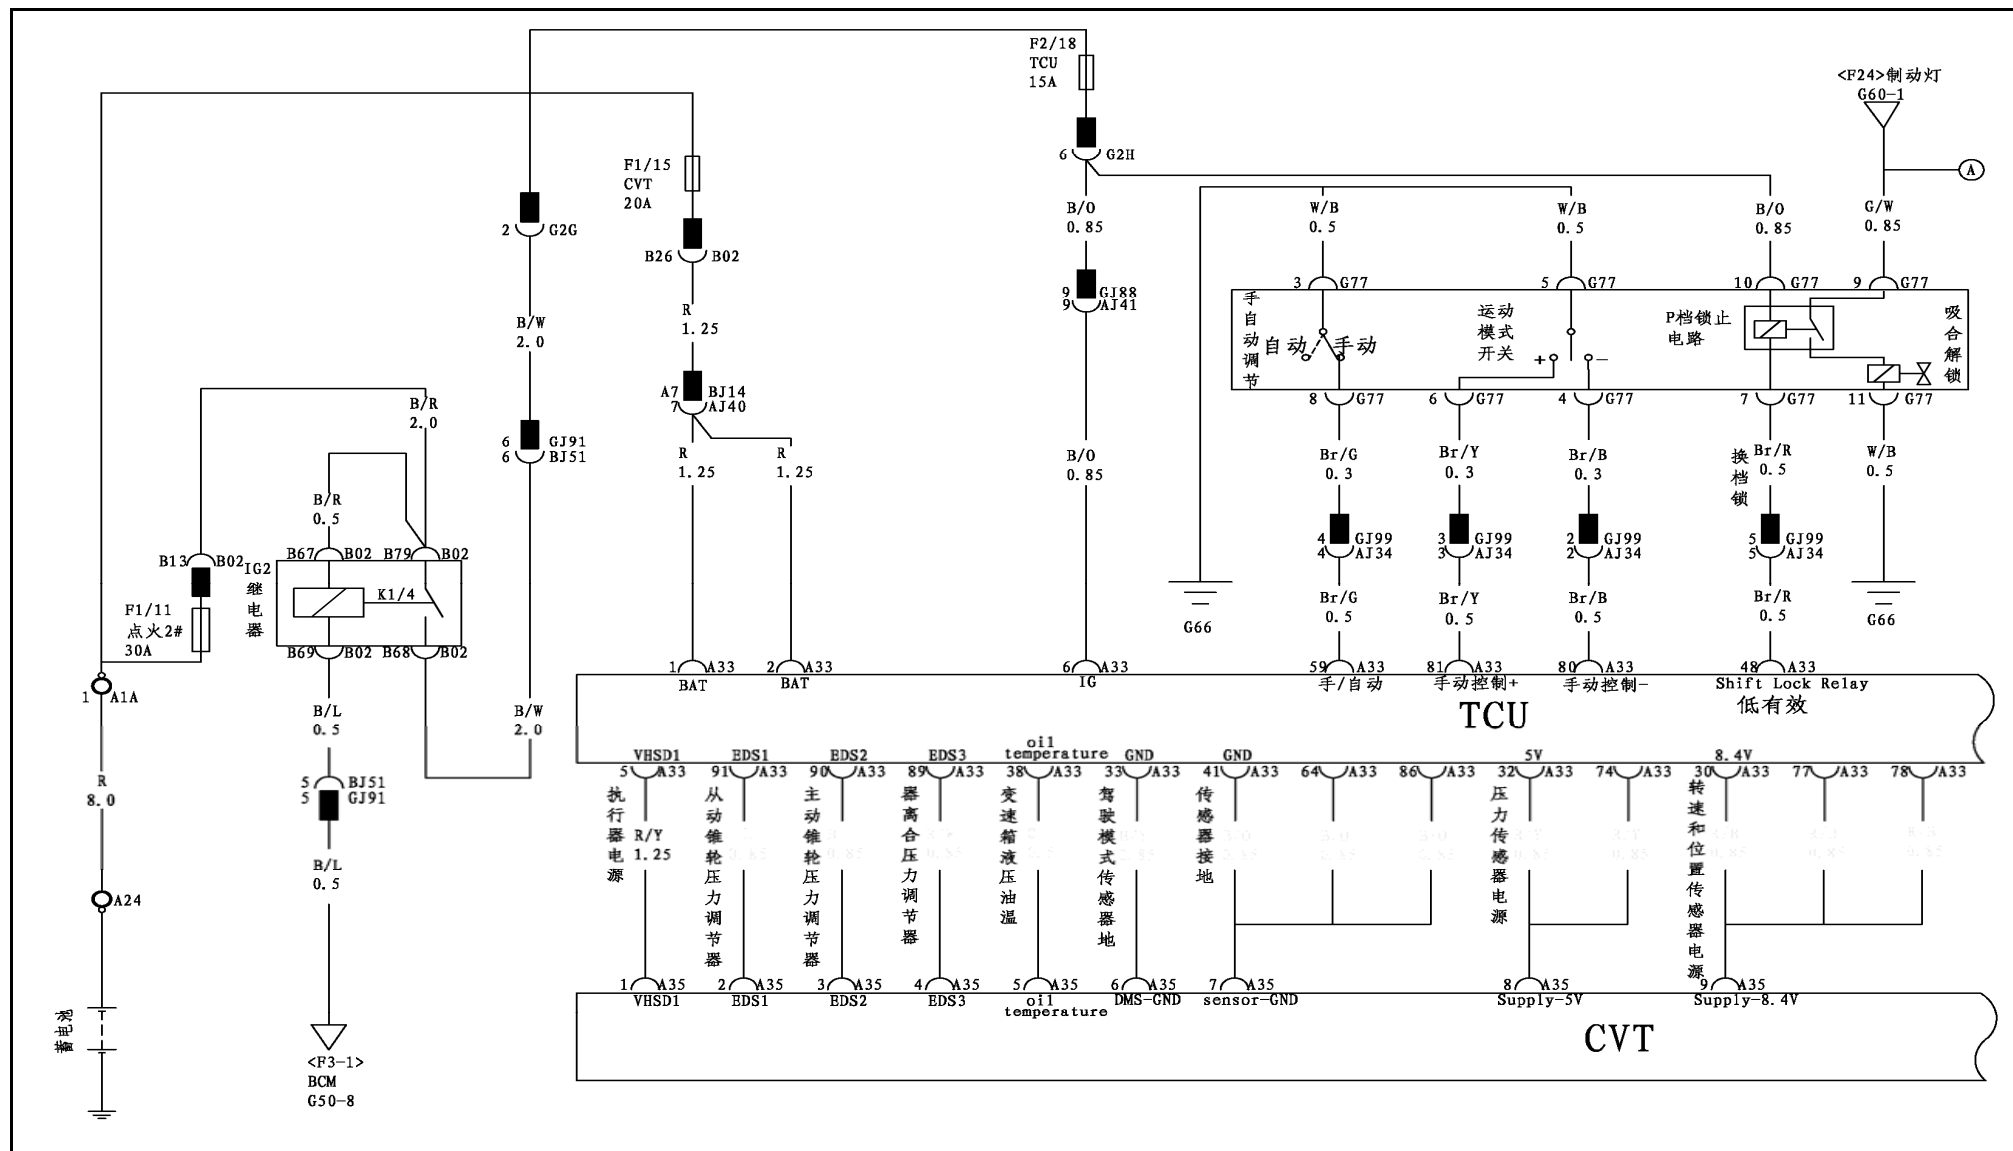 F2/18
TCU
15A
<F24>制动灯
G60-1
A
6 G2H
F1/15
CVT
20A
2 G2G
B26 B02
B/O
0.85
W/B
0.5
W/B
0.5
B/O
0.85
G/W
0.85
9 GJ88
9 AJ41
3 G77
5 G77
10 G77
9 G77
R
1.25
B/W
2.0
手自动调节
自动
手动
运动
模式
开关
+
−
P档锁止
电路
吸合解锁
A7 BJ14
7 AJ40
8 G77
6 G77
4 G77
7 G77
11 G77
B/R
2.0
6 GJ91
6 BJ51
R
1.25
R
1.25
B/O
0.85
Br/G
0.3
Br/Y
0.3
Br/B
0.3
换档锁
Br/R
0.5
W/B
0.5
B/R
0.5
4 GJ99
4 AJ34
3 GJ99
3 AJ34
2 GJ99
2 AJ34
5 GJ99
5 AJ34
B13 B02
B67 B02
B79 B02
IG2
继电器
K1/4
F1/11
点火2#
30A
B69 B02
B68 B02
G66
Br/G
0.5
Br/Y
0.5
Br/B
0.5
Br/R
0.5
G66
1 A33
BAT
2 A33
BAT
6 A33
IG
59 A33
手/自动
81 A33
手动控制+
80 A33
手动控制−
48 A33
Shift Lock Relay
低有效
TCU
1 A1A
B/L
0.5
B/W
2.0
R
8.0
5 BJ51
5 GJ91
B/L
0.5
A24
蓄电池
<F3-1>
BCM
G50-8
VHSD1
5 A33
EDS1
91 A33
EDS2
90 A33
EDS3
89 A33
oil
temperature
38 A33
GND
33 A33
GND
41 A33
64 A33
86 A33
5V
32 A33
74 A33
8.4V
30 A33
77 A33
78 A33
执行器电源
R/Y
1.25
从动锥轮压力调节器
主动锥轮压力调节器
离合压力调节器
变速箱液压油温
驾驶模式传感器地
传感器接地
压力传感器电源
转速和位置传感器电源
1 A35
VHSD1
2 A35
EDS1
3 A35
EDS2
4 A35
EDS3
5 A35
oil
temperature
6 A35
DMS-GND
7 A35
sensor-GND
8 A35
Supply-5V
9 A35
Supply-8.4V
CVT